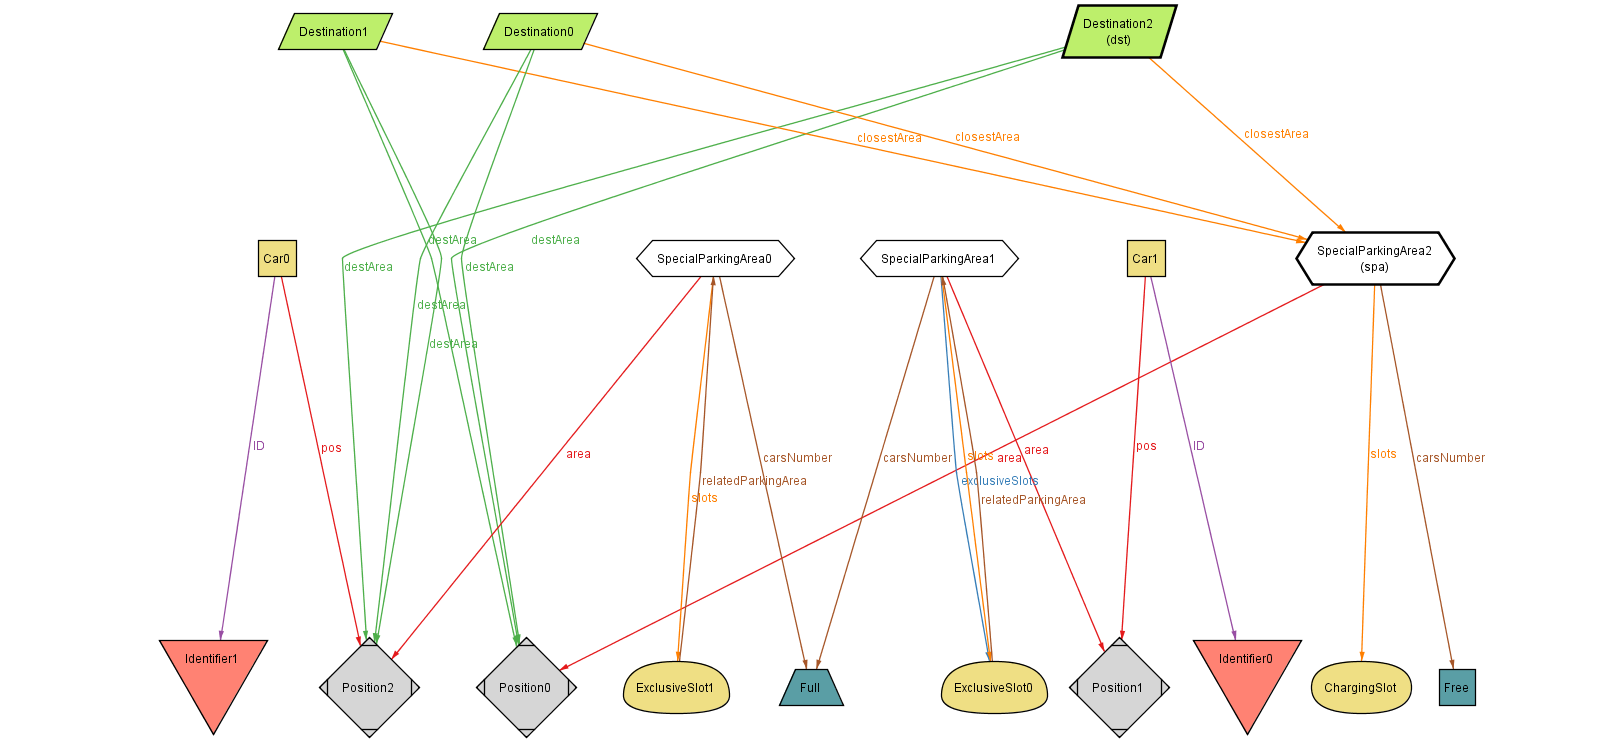 Destination1
Destination0
Destination2
(dst)
closestArea
closestArea
closestArea
destArea
destArea
destArea
destArea
destArea
destArea
Car0
SpecialParkingArea0
SpecialParkingArea1
Car1
SpecialParkingArea2
(spa)
ID
pos
area
carsNumber
carsNumber
slots
area
area
pos
ID
slots
carsNumber
relatedParkingArea
slots
exclusiveSlots
relatedParkingArea
Identifier1
Position2
Position0
ExclusiveSlot1
Full
ExclusiveSlot0
Position1
Identifier0
ChargingSlot
Free